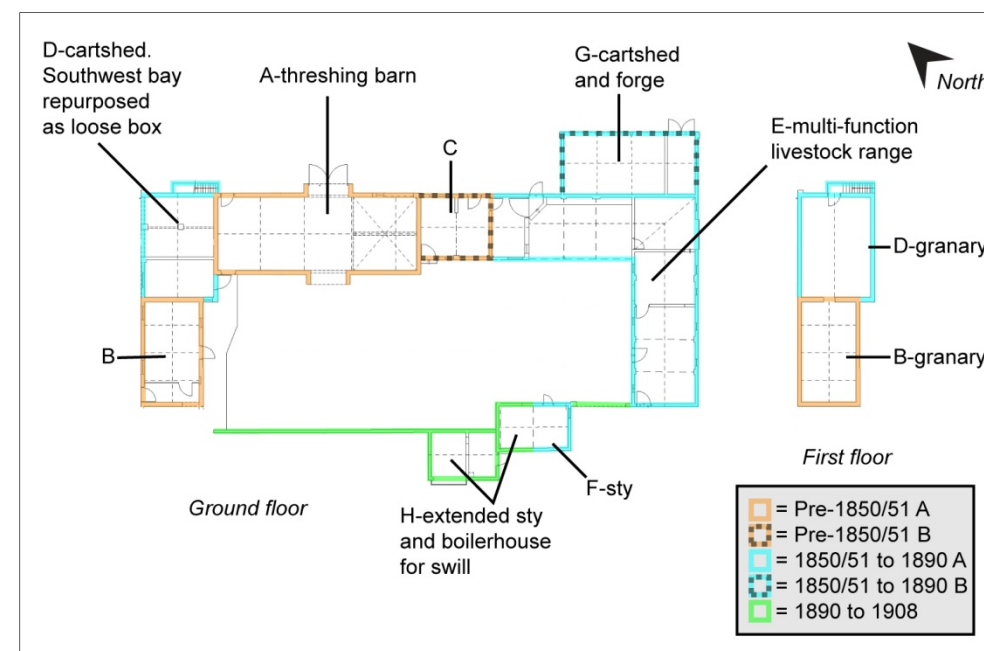 D-cartshed.
Southwest bay
repurposed
as loose box
A-threshing barn
C
G-cartshed
and forge
North
E-multi-function
livestock range
D-granary
B
B-granary
First floor
Ground floor
F-sty
H-extended sty
and boilerhouse
for swill
= Pre-1850/51 A
= Pre-1850/51 B
= 1850/51 to 1890 A
= 1850/51 to 1890 B
= 1890 to 1908